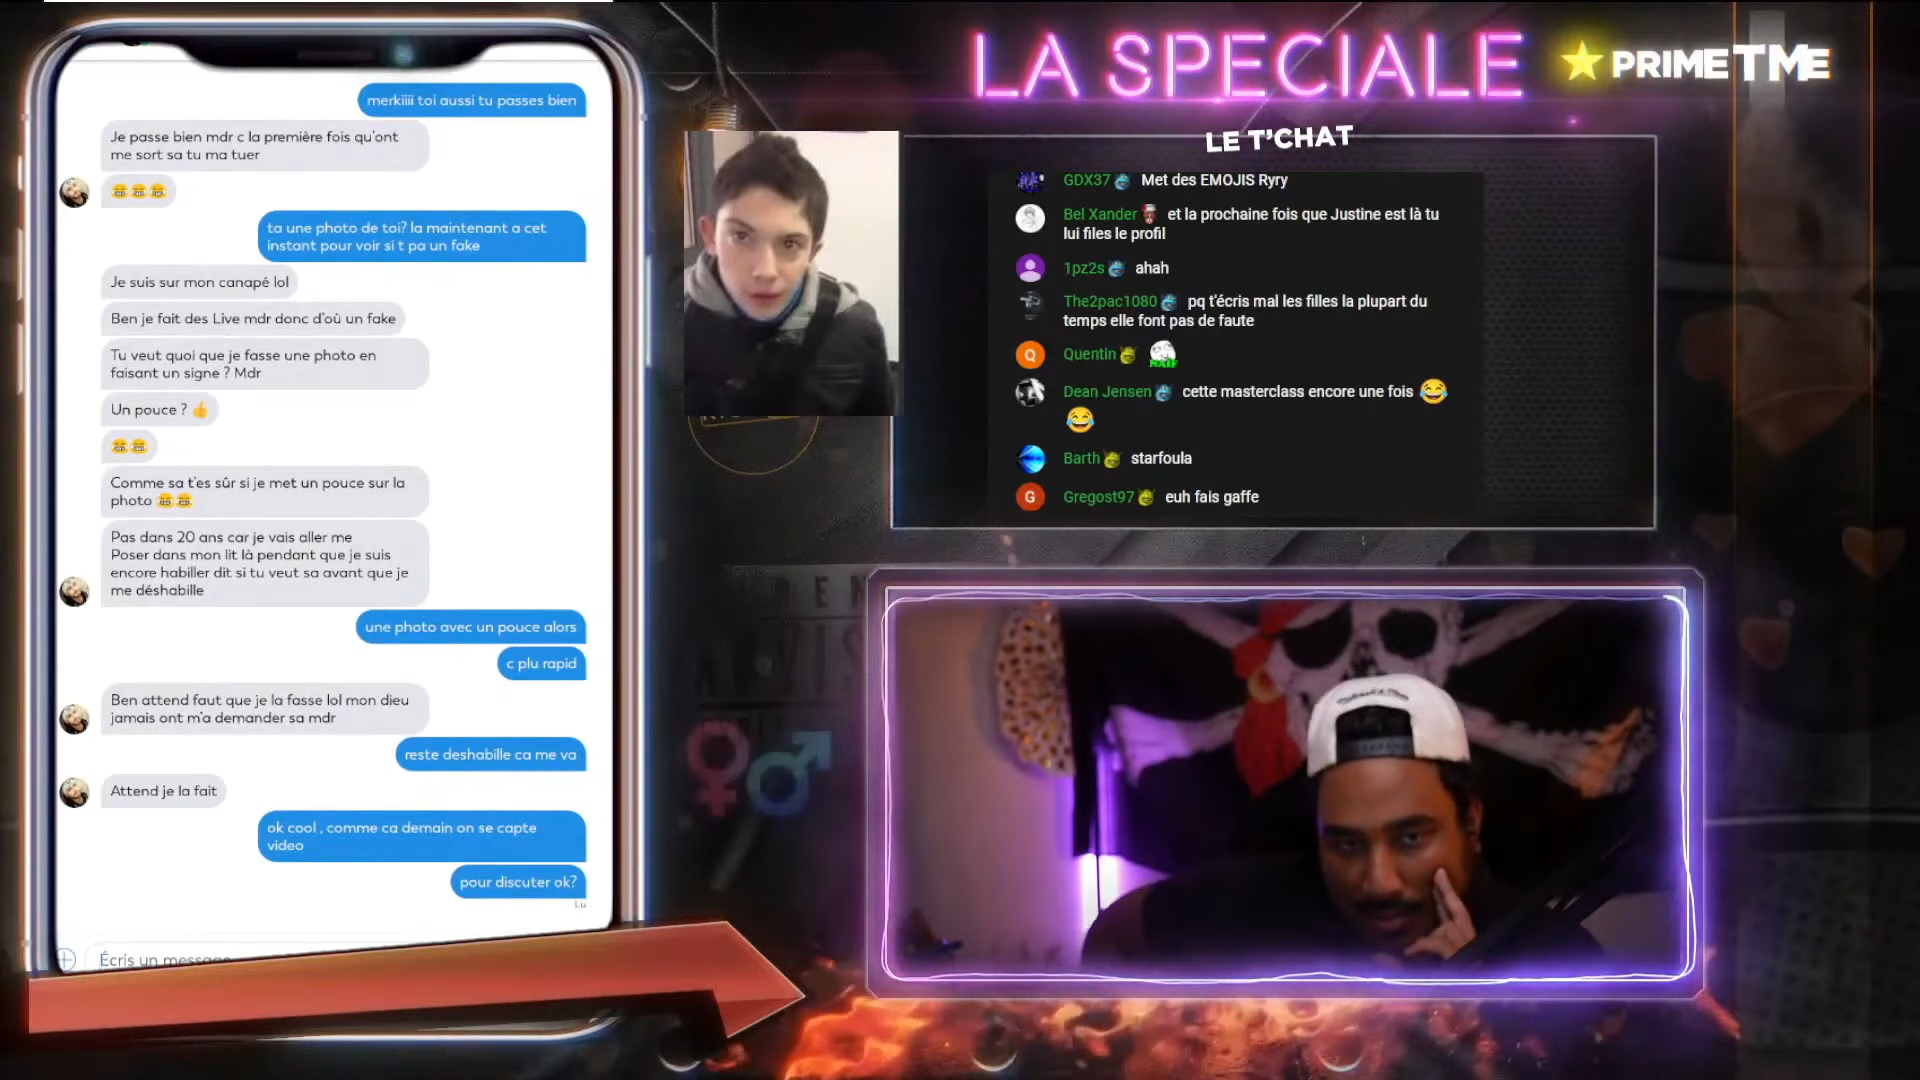 merkiiii toi aussi tu passes bien
Je passe bien mdr c la première fois qu'ont
me sort sa tu ma tuer
😂😂😂
ta une photo de toi? la maintenant a cet
instant pour voir si t pa un fake
Je suis sur mon canapé lol
Ben je fait des Live mdr donc d'où un fake
Tu veut quoi que je fasse une photo en
faisant un signe ? Mdr
Un pouce ? 👍
😂😂
Comme sa t'es sûr si je met un pouce sur la
photo 😂😂
Pas dans 20 ans car je vais aller me
Poser dans mon lit là pendant que je suis
encore habiller dit si tu veut sa avant que je
me déshabille
une photo avec un pouce alors
c plu rapid
Ben attend faut que je la fasse lol mon dieu
jamais ont m'a demander sa mdr
reste deshabille ca me va
Attend je la fait
ok cool , comme ca demain on se capte
video
pour discuter ok?
Lu
Écris un message
LA SPECIALE
PRIMETME
LE T'CHAT
GDX37 Met des EMOJIS Ryry
Bel Xander et la prochaine fois que Justine est là tu
lui files le profil
1pz2s ahah
The2pac1080 pq t'écris mal les filles la plupart du
temps elle font pas de faute
Q Quentin NAIF
Dean Jensen cette masterclass encore une fois 😂
😂
Barth starfoula
G Gregost97 euh fais gaffe